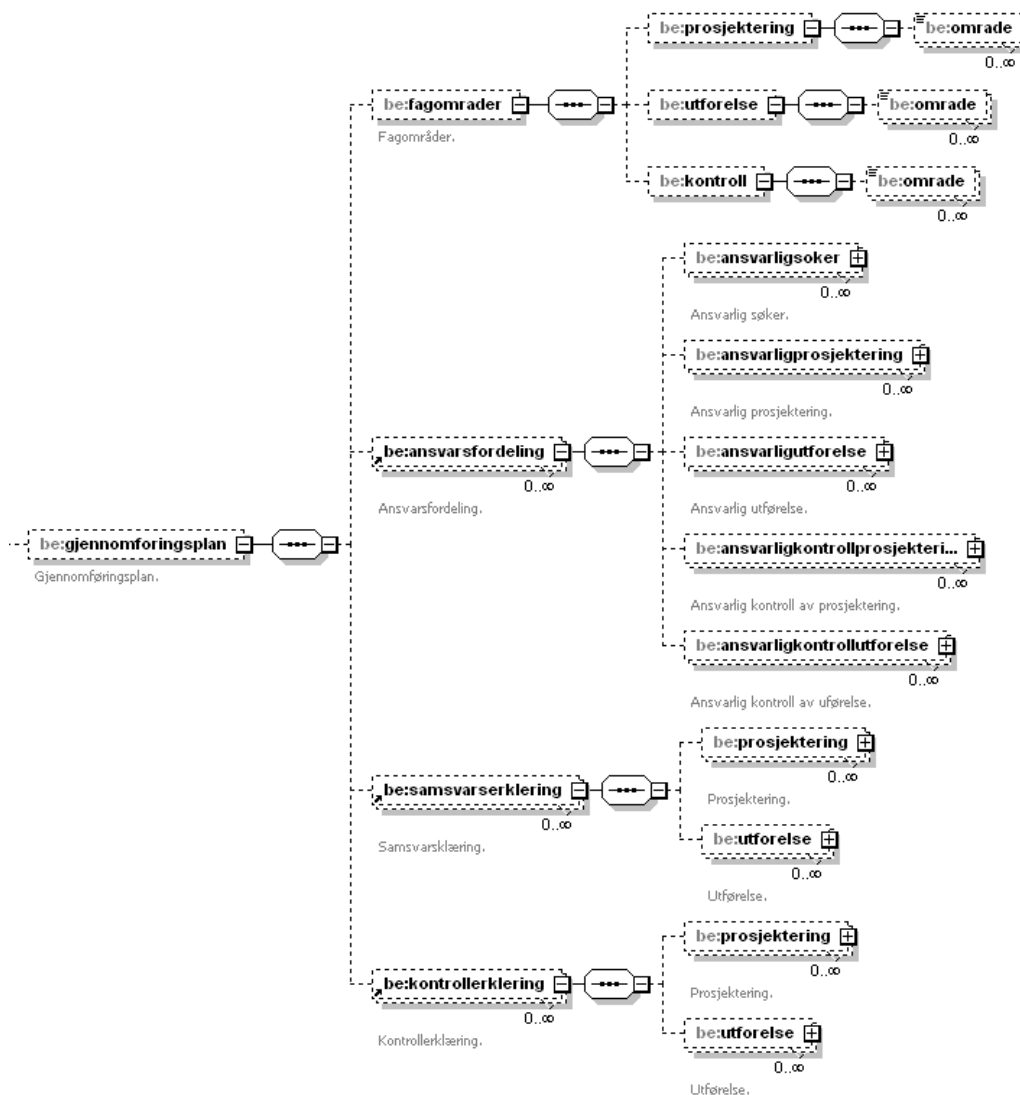 be:prosjektering be:omrade
0..∞
be:fagomrader be:utforelse be:omrade
Fagområder.
0..∞
be:kontroll be:omrade
0..∞
be:ansvarligsoker
0..∞
Ansvarlig søker.
be:ansvarligprosjektering
0..∞
Ansvarlig prosjektering.
be:ansvarsfordeling be:ansvarligutforelse
0..∞ 0..∞
Ansvarsfordeling. Ansvarlig utførelse.
be:gjennomforingsplan be:ansvarligkontrollprosjekteri...
Gjennomføringsplan.
0..∞
Ansvarlig kontroll av prosjektering.
be:ansvarligkontrollutforelse
0..∞
Ansvarlig kontroll av uførelse.
be:prosjektering
0..∞
be:samsvarserklering
Prosjektering.
0..∞
Samsvarsklæring.
be:utforelse
0..∞
Utførelse.
be:prosjektering
0..∞
be:kontrollerklering
Prosjektering.
0..∞
be:utforelse
Kontrollerklæring.
0..∞
Utførelse.